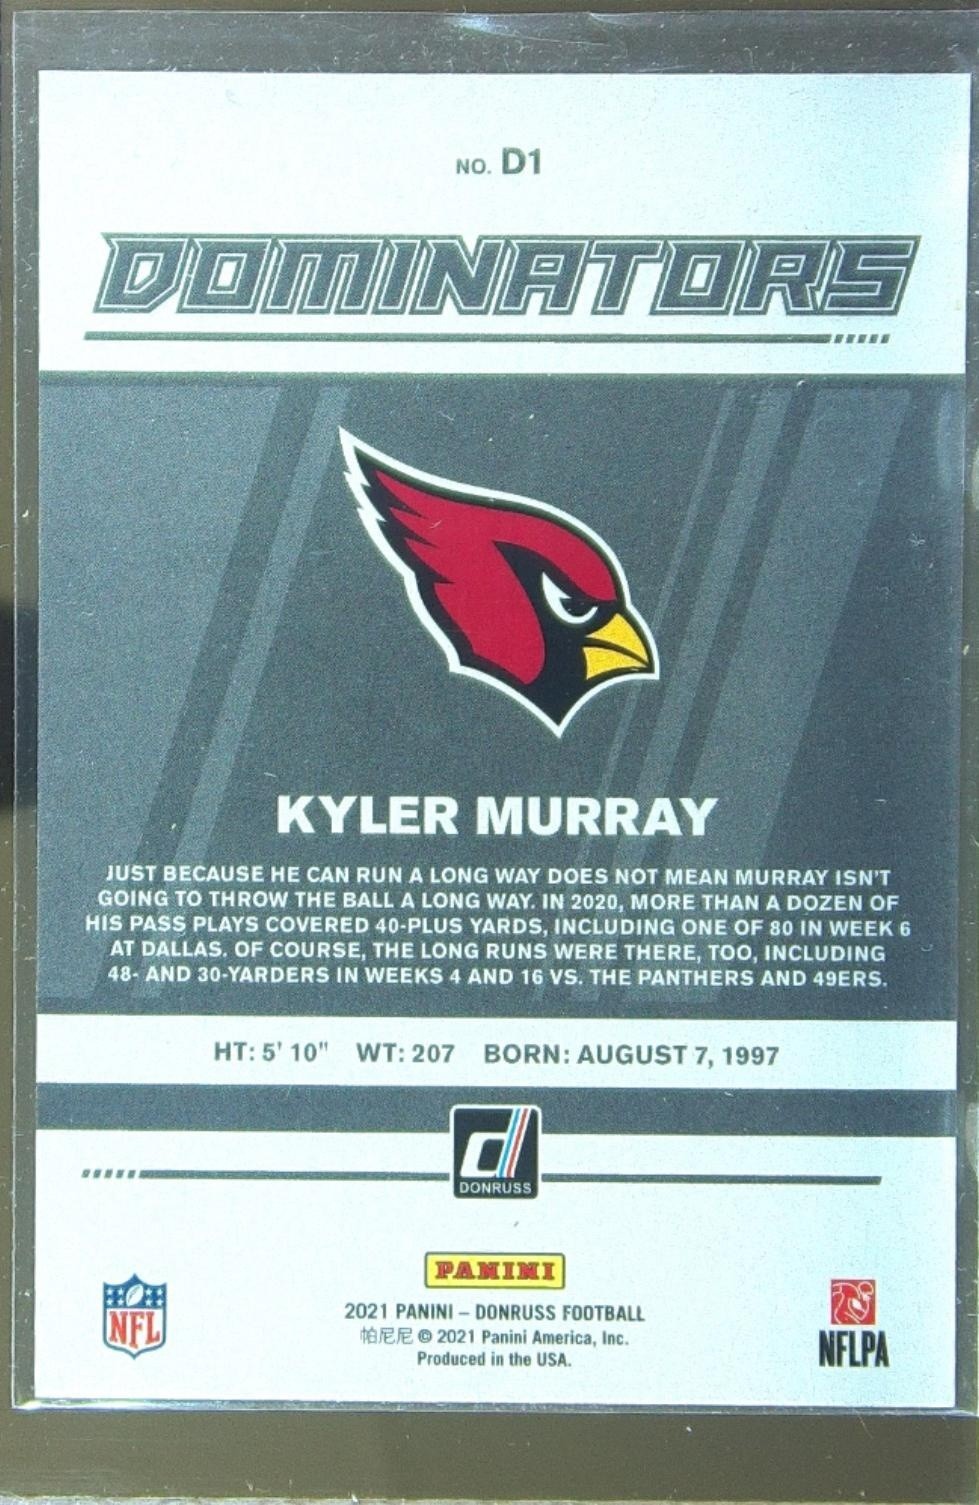 NO. D1
DOMINATORS
KYLER MURRAY
JUST BECAUSE HE CAN RUN A LONG WAY DOES NOT MEAN MURRAY ISN'T
GOING TO THROW THE BALL A LONG WAY. IN 2020, MORE THAN A DOZEN OF
HIS PASS PLAYS COVERED 40-PLUS YARDS, INCLUDING ONE OF 80 IN WEEK 6
AT DALLAS. OF COURSE, THE LONG RUNS WERE THERE, TOO, INCLUDING
48- AND 30-YARDERS IN WEEKS 4 AND 16 VS. THE PANTHERS AND 49ERS.
HT: 5' 10" WT: 207 BORN: AUGUST 7, 1997
d
DONRUSS
PANINI
NFL
2021 PANINI – DONRUSS FOOTBALL
帕尼尼 © 2021 Panini America, Inc.
Produced in the USA.
NFLPA